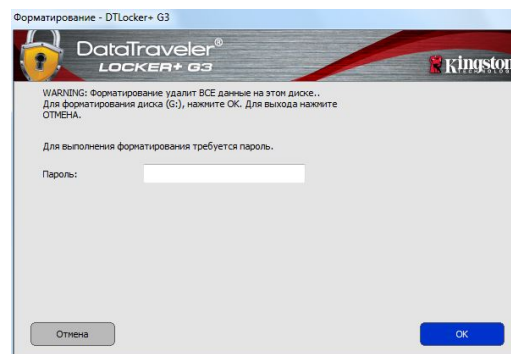 Форматирование - DTLocker+ G3
DataTraveler®
LOCKER+ G3
Kingston
TECHNOLOGY
WARNING: Форматирование удалит ВСЕ данные на этом диске..
Для форматирования диска (G:), нажмите OK. Для выхода нажмите
ОТМЕНА.
Для выполнения форматирования требуется пароль.
Пароль:
Отмена
OK